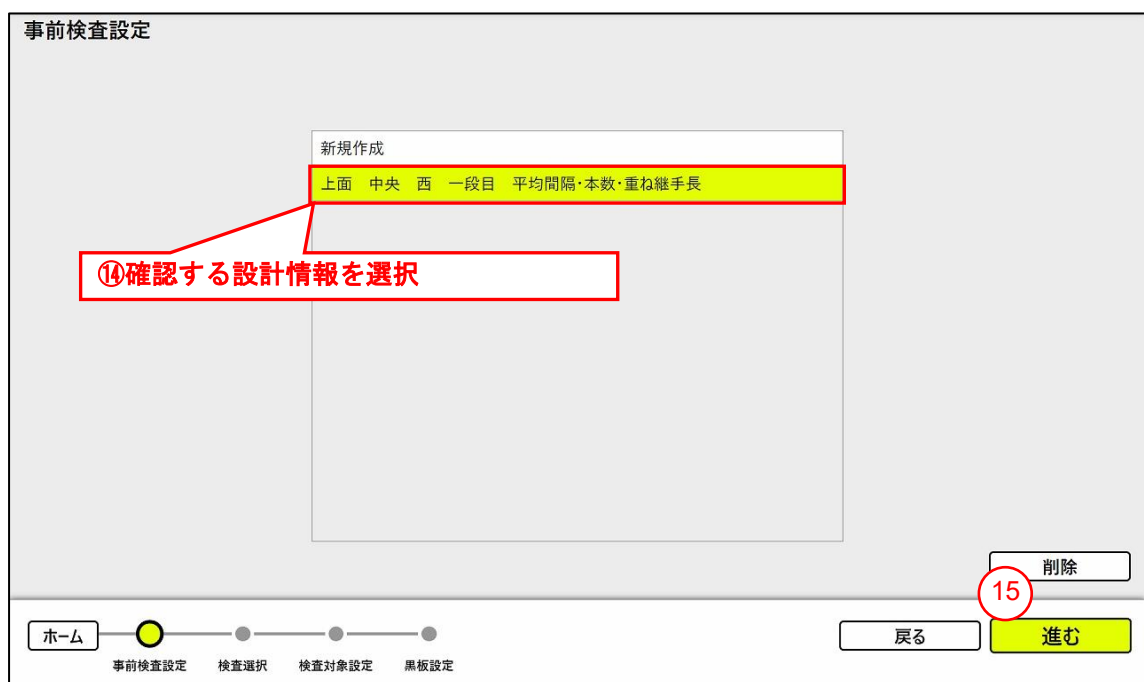 事前検査設定
新規作成
上面　中央　西　一段目　平均間隔･本数･重ね継手長
⑭確認する設計情報を選択
削除
15
ホーム
戻る
進む
事前検査設定
検査選択
検査対象設定
黒板設定